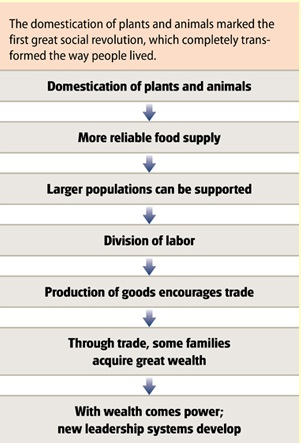 The domestication of plants and animals marked the
first great social revolution, which completely trans-
formed the way people lived.
Domestication of plants and animals
More reliable food supply
Larger populations can be supported
Division of labor
Production of goods encourages trade
Through trade, some families
acquire great wealth
With wealth comes power;
new leadership systems develop